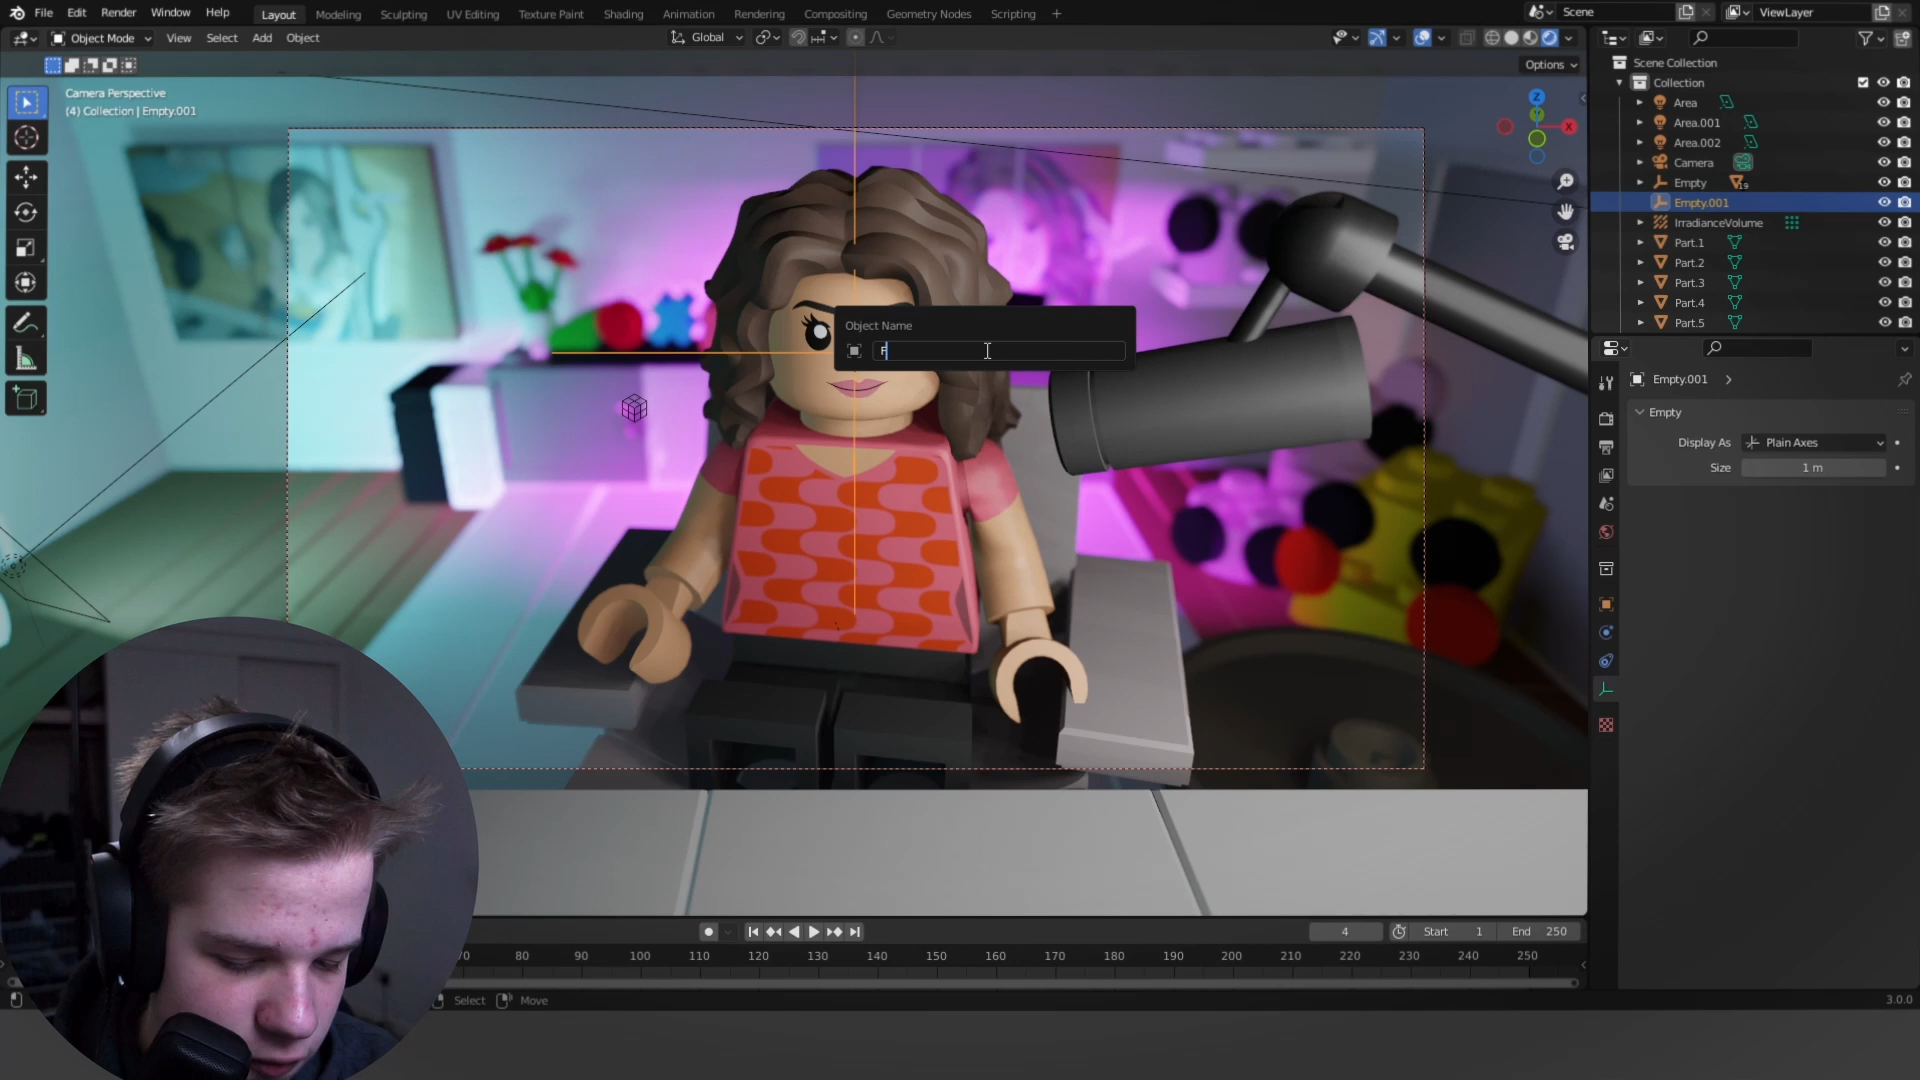 File Edit Render Window Help Layout Modeling Sculpting UV Editing Texture Paint Shading Animation Rendering Compositing Geometry Nodes Scripting + Scene ViewLayer
Object Mode View Select Add Object Global
Options
Camera Perspective
(4) Collection | Empty.001
Z
X
Scene Collection
Collection
Area
Area.001
Area.002
Camera
Empty 19
Empty.001
IrradianceVolume
Part.1
Part.2
Part.3
Part.4
Part.5
Object Name
F
Empty.001
Empty
Display As Plain Axes
Size 1 m
4 Start 1 End 250
70 80 90 100 110 120 130 140 150 160 170 180 190 200 210 220 230 240 250
Select Move
3.0.0